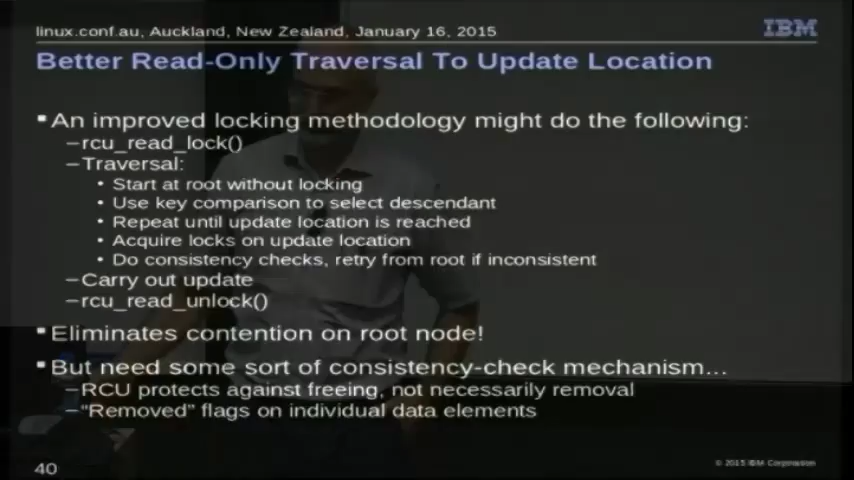 linux.conf.au, Auckland, New Zealand, January 16, 2015
IBM
Better Read-Only Traversal To Update Location
▪ An improved locking methodology might do the following:
–rcu_read_lock()
–Traversal:
• Start at root without locking
• Use key comparison to select descendant
• Repeat until update location is reached
• Acquire locks on update location
• Do consistency checks, retry from root if inconsistent
–Carry out update
–rcu_read_unlock()
▪ Eliminates contention on root node!
▪ But need some sort of consistency-check mechanism...
–RCU protects against freeing, not necessarily removal
–“Removed” flags on individual data elements
40
© 2015 IBM Corporation